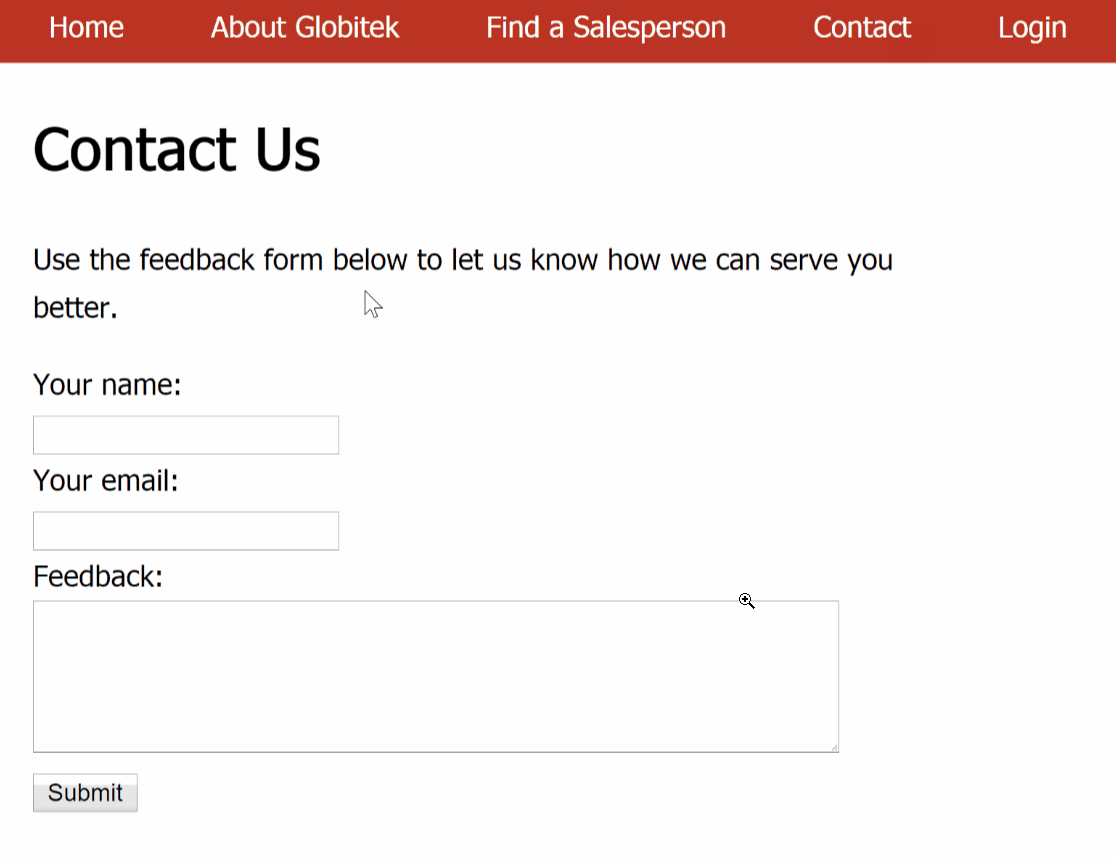 Home About Globitek Find a Salesperson Contact Login
Contact Us
Use the feedback form below to let us know how we can serve you
better.
Your name:
Your email:
Feedback:
Submit